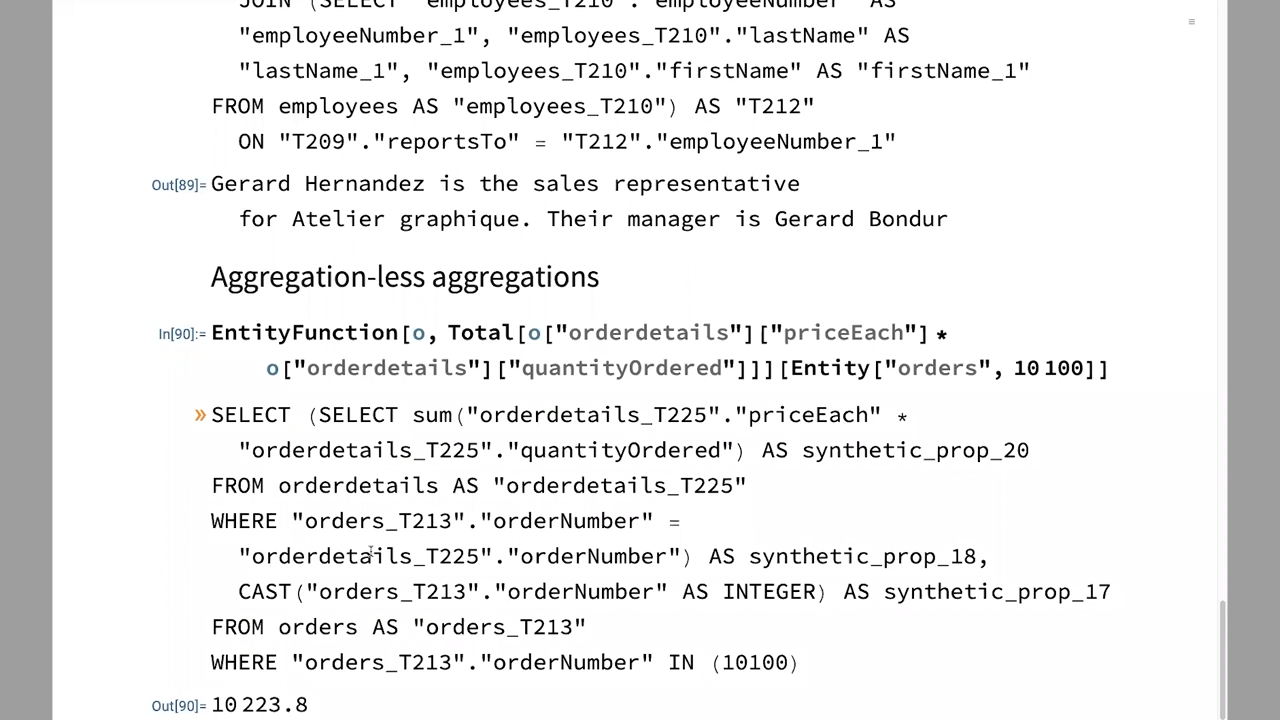 JOIN (SELECT "employees_T210"."employeeNumber" AS
"employeeNumber_1", "employees_T210"."lastName" AS
"lastName_1", "employees_T210"."firstName" AS "firstName_1"
FROM employees AS "employees_T210") AS "T212"
ON "T209"."reportsTo" = "T212"."employeeNumber_1"
Out[89]= Gerard Hernandez is the sales representative
for Atelier graphique. Their manager is Gerard Bondur
Aggregation-less aggregations
In[90]:= EntityFunction[o, Total[o["orderdetails"]["priceEach"] *
o["orderdetails"]["quantityOrdered"]]][Entity["orders", 10100]]
» SELECT (SELECT sum("orderdetails_T225"."priceEach" *
"orderdetails_T225"."quantityOrdered") AS synthetic_prop_20
FROM orderdetails AS "orderdetails_T225"
WHERE "orders_T213"."orderNumber" =
"orderdetails_T225"."orderNumber") AS synthetic_prop_18,
CAST("orders_T213"."orderNumber" AS INTEGER) AS synthetic_prop_17
FROM orders AS "orders_T213"
WHERE "orders_T213"."orderNumber" IN (10100)
Out[90]= 10223.8